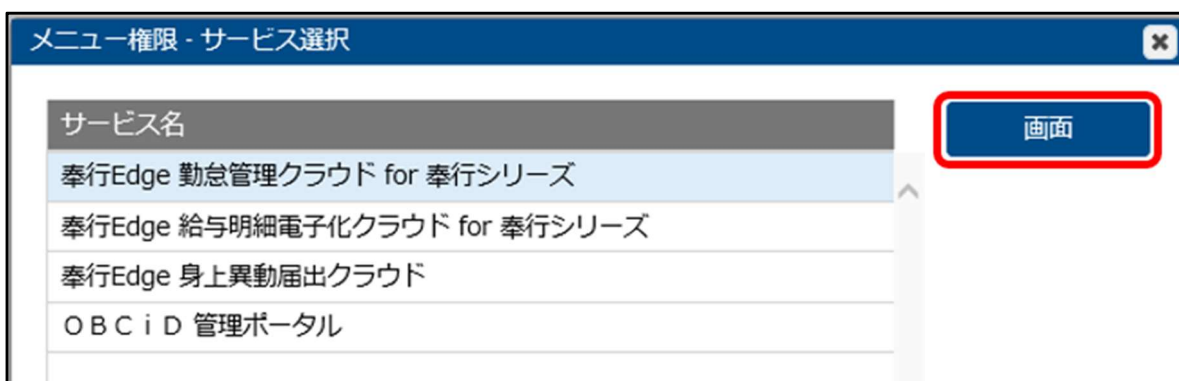 メニュー権限 - サービス選択
サービス名
画面
奉行Edge 勤怠管理クラウド for 奉行シリーズ
奉行Edge 給与明細電子化クラウド for 奉行シリーズ
奉行Edge 身上異動届出クラウド
ＯＢＣｉＤ 管理ポータル